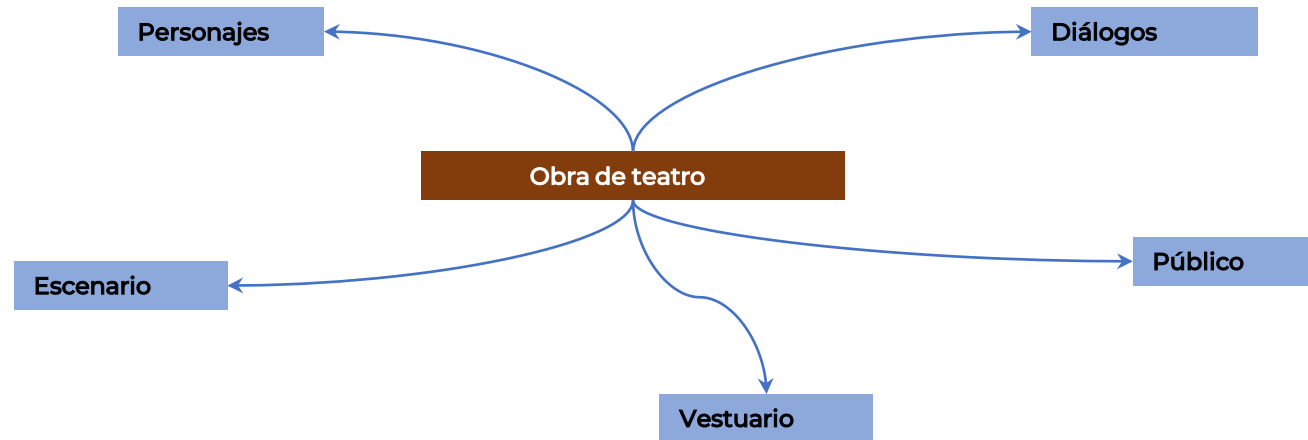 Personajes
Diálogos
Obra de teatro
Público
Escenario
Vestuario